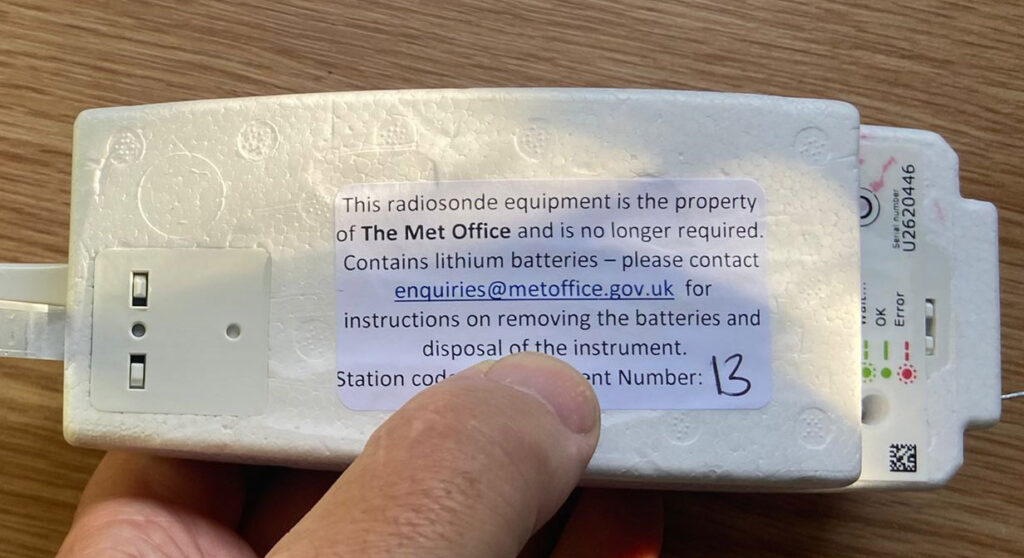 This radiosonde equipment is the property
of The Met Office and is no longer required.
Contains lithium batteries – please contact
enquiries@metoffice.gov.uk for
instructions on removing the batteries and
disposal of the instrument.
Station Number: 13
Serial number
U2620446
OK
Error